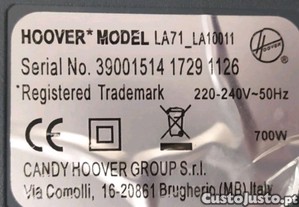 HOOVER* MODEL LA71_LA10011
HOOVER
Serial No. 39001514 1729 1126
*Registered Trademark 220-240V~50Hz
CE 700W
CANDY HOOVER GROUP S.r.l.
Via Comolli, 16-20861 Brugherio (MB) Italy
CustoJusto.pt